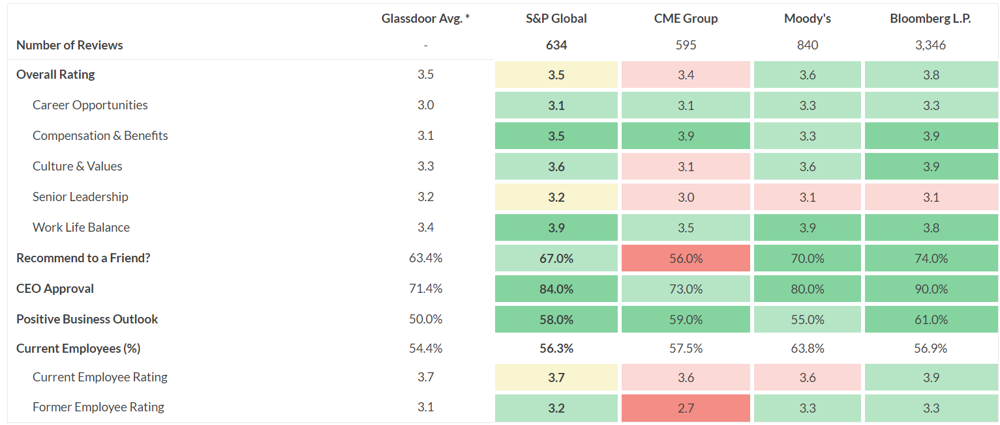 Glassdoor Avg. * S&P Global CME Group Moody's Bloomberg L.P.
Number of Reviews - 634 595 840 3,346
Overall Rating 3.5 3.5 3.4 3.6 3.8
Career Opportunities 3.0 3.1 3.1 3.3 3.3
Compensation & Benefits 3.1 3.5 3.9 3.3 3.9
Culture & Values 3.3 3.6 3.1 3.6 3.9
Senior Leadership 3.2 3.2 3.0 3.1 3.1
Work Life Balance 3.4 3.9 3.5 3.9 3.8
Recommend to a Friend? 63.4% 67.0% 56.0% 70.0% 74.0%
CEO Approval 71.4% 84.0% 73.0% 80.0% 90.0%
Positive Business Outlook 50.0% 58.0% 59.0% 55.0% 61.0%
Current Employees (%) 54.4% 56.3% 57.5% 63.8% 56.9%
Current Employee Rating 3.7 3.7 3.6 3.6 3.9
Former Employee Rating 3.1 3.2 2.7 3.3 3.3